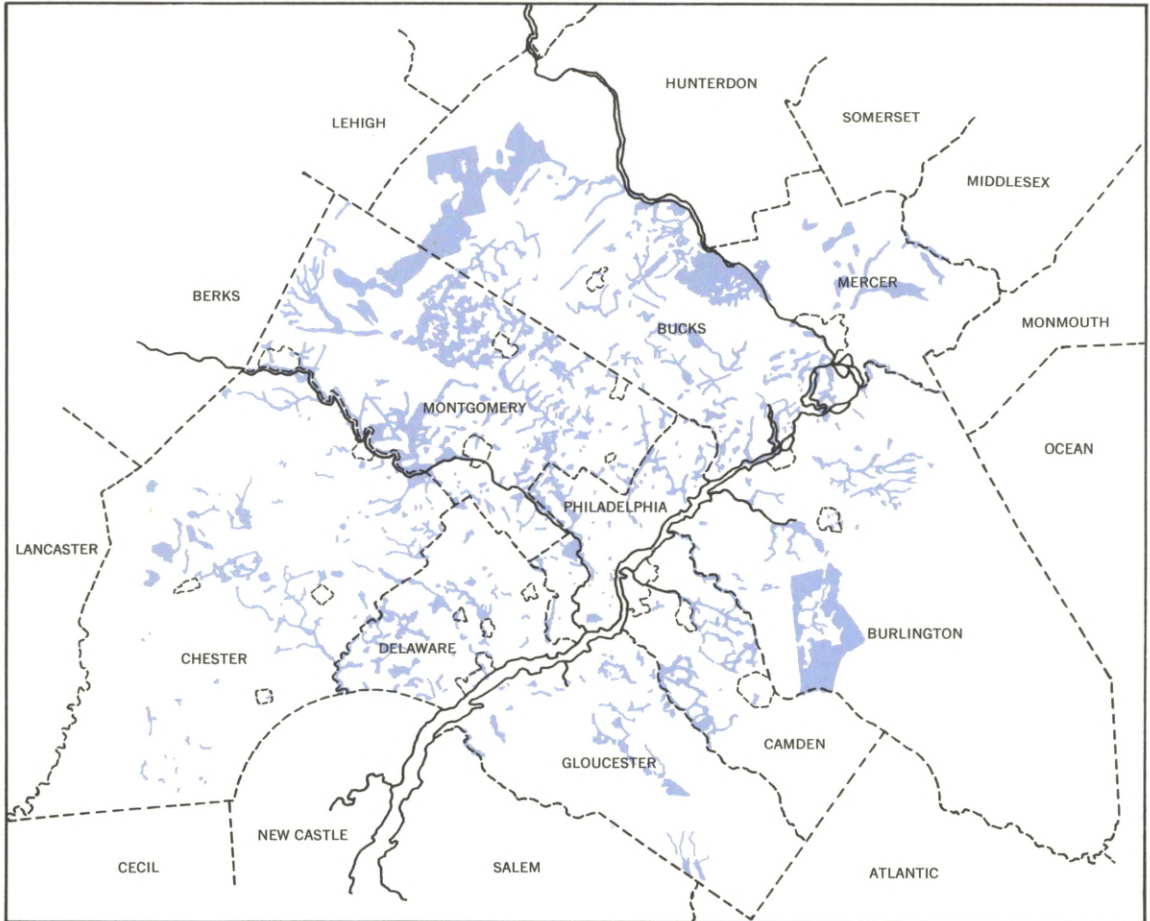 HUNTERDON
SOMERSET
LEHIGH
MIDDLESEX
MERCER
BERKS
MONMOUTH
BUCKS
MONTGOMERY
OCEAN
PHILADELPHIA
LANCASTER
BURLINGTON
DELAWARE
CHESTER
CAMDEN
GLOUCESTER
NEW CASTLE
CECIL
SALEM
ATLANTIC